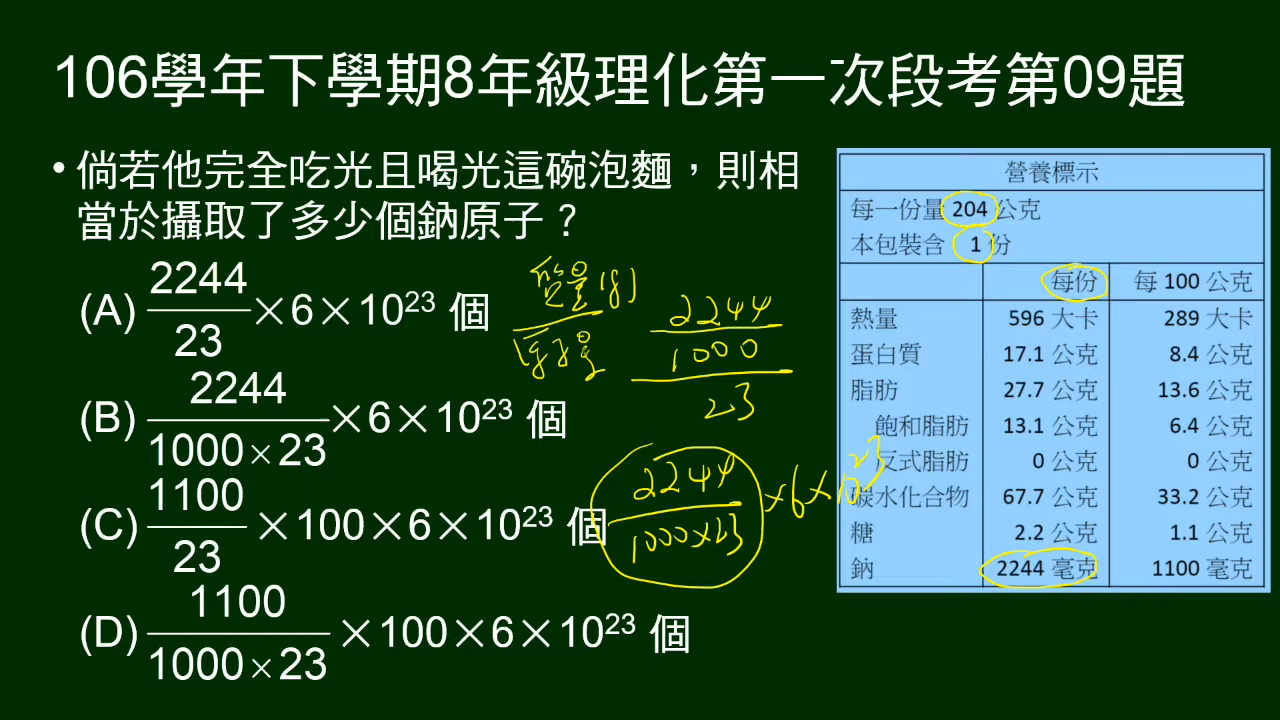 106學年下學期8年級理化第一次段考第09題
• 倘若他完全吃光且喝光這碗泡麵，則相
當於攝取了多少個鈉原子？
(A) 2244/23 ×6×10²³ 個
(B) 2244/1000×23 ×6×10²³ 個
(C) 1100/23 ×100×6×10²³ 個
(D) 1100/1000×23 ×100×6×10²³ 個
質量(g)
原子量
2244
1000
23
2244/1000×23 ×6×10²³
營養標示
每一份量 204 公克
本包裝含 1 份
每份 每 100 公克
熱量 596 大卡 289 大卡
蛋白質 17.1 公克 8.4 公克
脂肪 27.7 公克 13.6 公克
飽和脂肪 13.1 公克 6.4 公克
反式脂肪 0 公克 0 公克
碳水化合物 67.7 公克 33.2 公克
糖 2.2 公克 1.1 公克
鈉 2244 毫克 1100 毫克